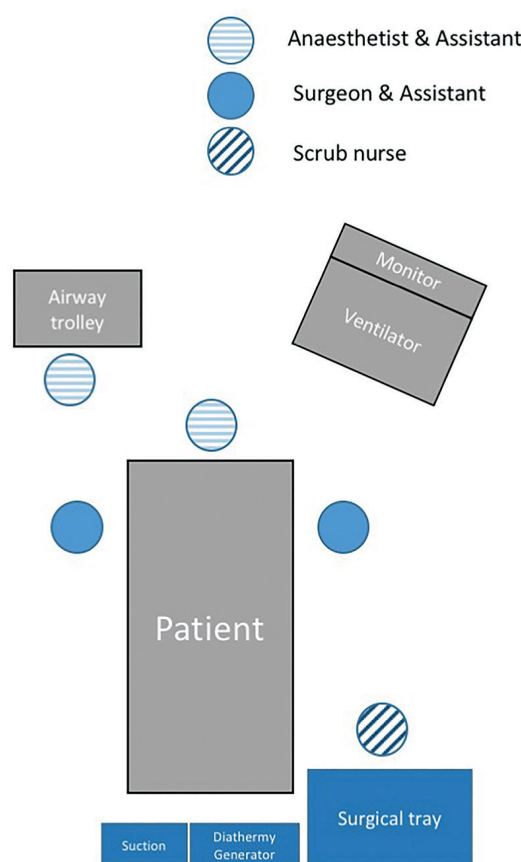 Anaesthetist & Assistant
Surgeon & Assistant
Scrub nurse
Airway
trolley
Monitor
Ventilator
Patient
Surgical tray
Suction
Diathermy
Generator